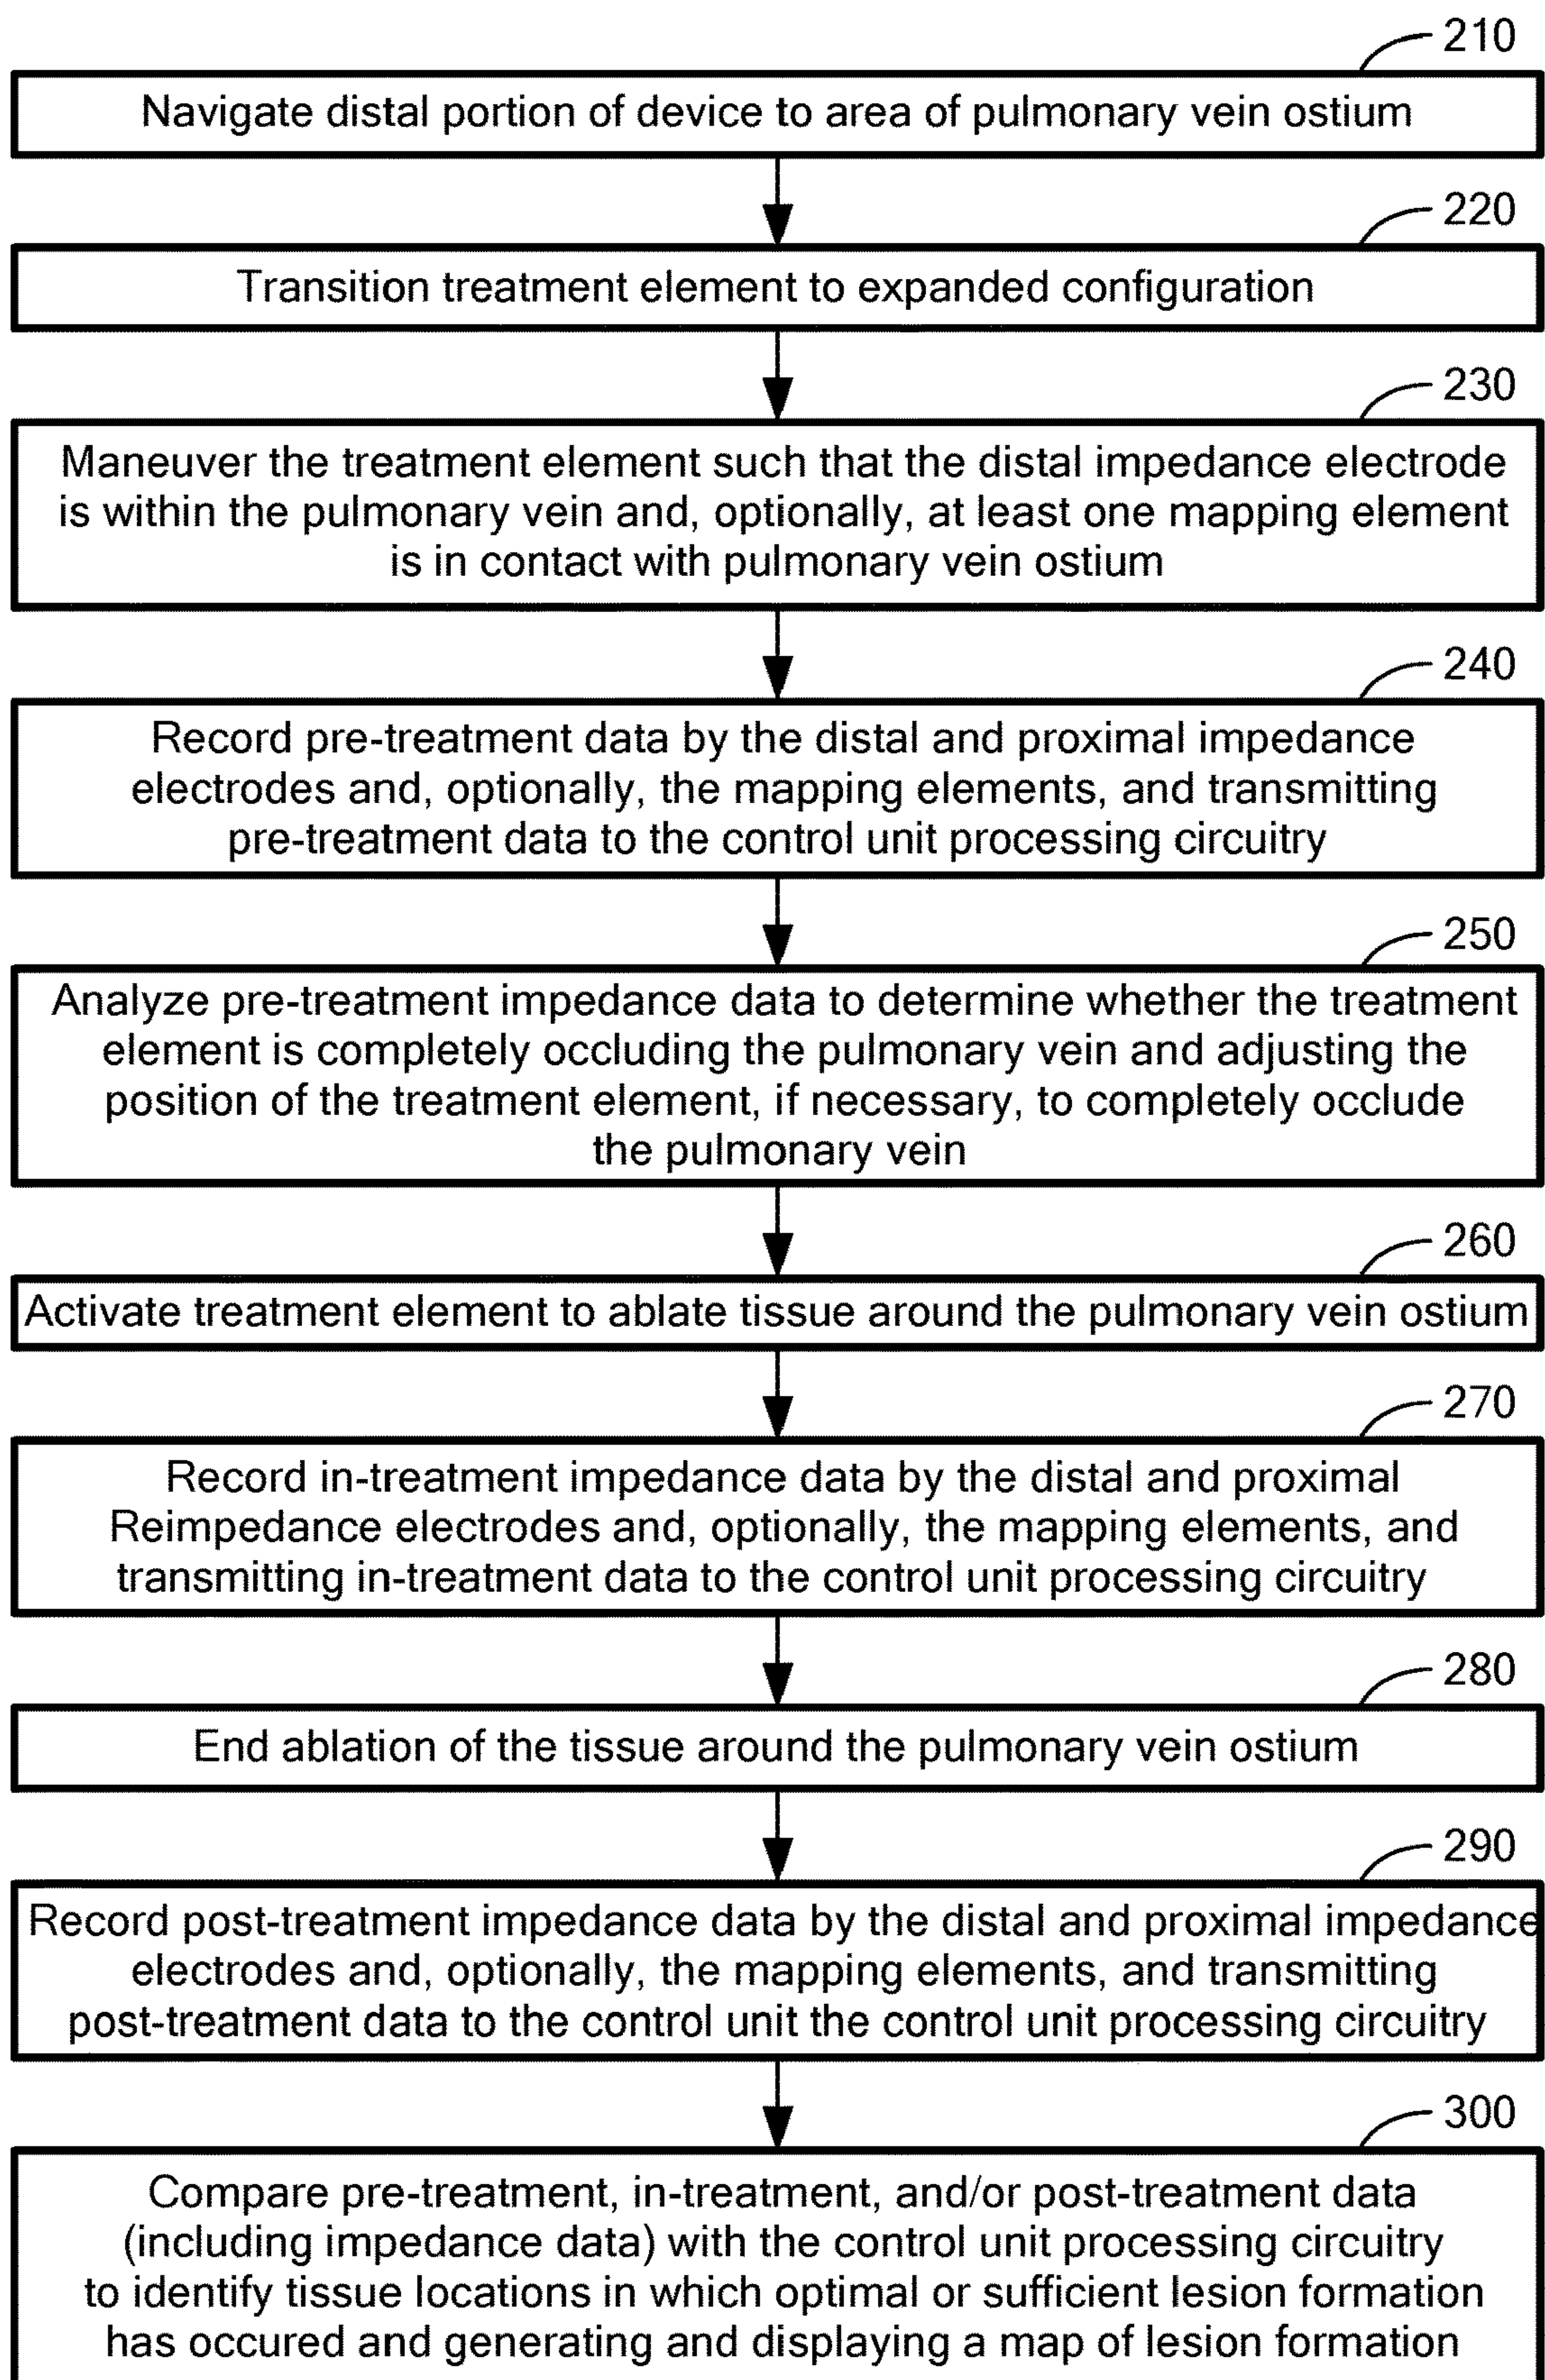 210
Navigate distal portion of device to area of pulmonary vein ostium
220
Transition treatment element to expanded configuration
230
Maneuver the treatment element such that the distal impedance electrode
is within the pulmonary vein and, optionally, at least one mapping element
is in contact with pulmonary vein ostium
240
Record pre-treatment data by the distal and proximal impedance
electrodes and, optionally, the mapping elements, and transmitting
pre-treatment data to the control unit processing circuitry
250
Analyze pre-treatment impedance data to determine whether the treatment
element is completely occluding the pulmonary vein and adjusting the
position of the treatment element, if necessary, to completely occlude
the pulmonary vein
260
Activate treatment element to ablate tissue around the pulmonary vein ostium
270
Record in-treatment impedance data by the distal and proximal
Reimpedance electrodes and, optionally, the mapping elements, and
transmitting in-treatment data to the control unit processing circuitry
280
End ablation of the tissue around the pulmonary vein ostium
290
Record post-treatment impedance data by the distal and proximal impedance
electrodes and, optionally, the mapping elements, and transmitting
post-treatment data to the control unit the control unit processing circuitry
300
Compare pre-treatment, in-treatment, and/or post-treatment data
(including impedance data) with the control unit processing circuitry
to identify tissue locations in which optimal or sufficient lesion formation
has occured and generating and displaying a map of lesion formation